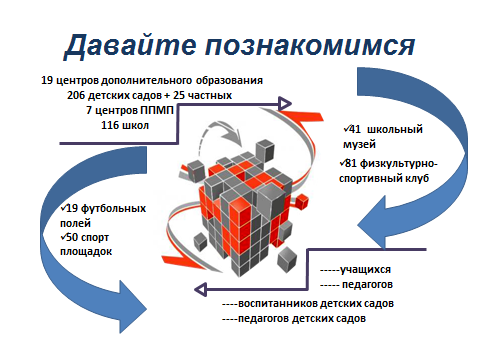 Давайте познакомимся
19 центров дополнительного образования
206 детских садов + 25 частных
7 центров ППМП
116 школ
✓41 школьный
музей
✓81 физкультурно-
спортивный клуб
✓19 футбольных
полей
✓50 спорт
площадок
-----учащихся
----- педагогов
----воспитанников детских садов
----педагогов детских садов